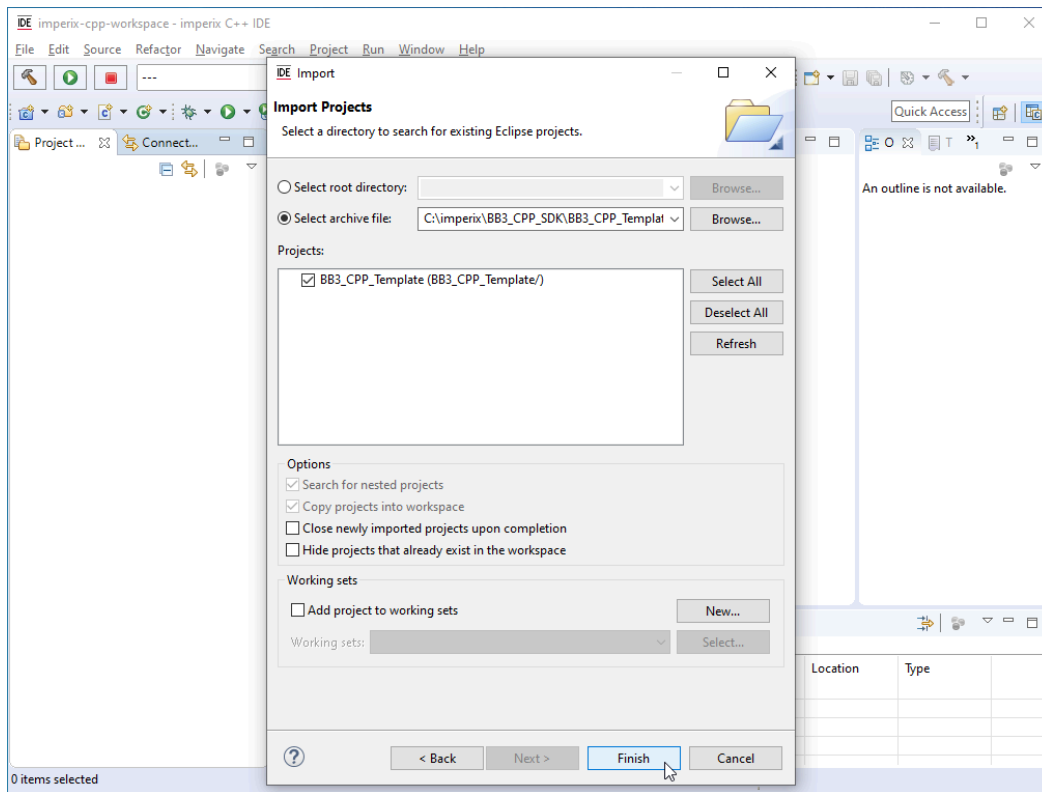 IDE imperix-cpp-workspace - imperix C++ IDE
File Edit Source Refactor Navigate Search Project Run Window Help
---
Quick Access
Project ... Connect...
O T »1
An outline is not available.
IDE Import
Import Projects
Select a directory to search for existing Eclipse projects.
Select root directory: Browse...
Select archive file: C:\imperix\BB3_CPP_SDK\BB3_CPP_Templat Browse...
Projects:
BB3_CPP_Template (BB3_CPP_Template/)
Select All
Deselect All
Refresh
Options
Search for nested projects
Copy projects into workspace
Close newly imported projects upon completion
Hide projects that already exist in the workspace
Working sets
Add project to working sets New...
Working sets: Select...
Location Type
? < Back Next > Finish Cancel
0 items selected